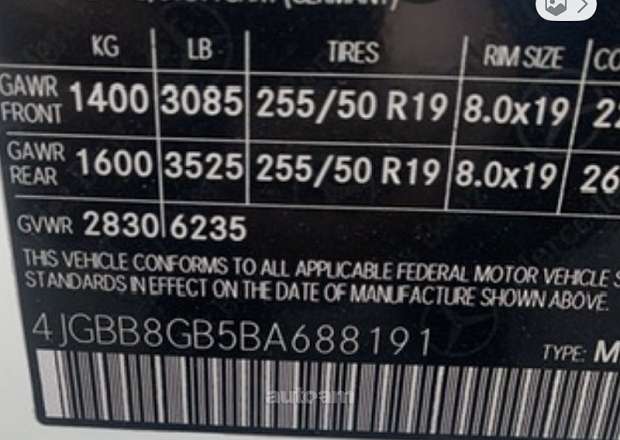 KG LB TIRES RIM SIZE
GAWR FRONT 1400 3085 255/50 R19 8.0x19
GAWR REAR 1600 3525 255/50 R19 8.0x19 26
GVWR 2830 6235
THIS VEHICLE CONFORMS TO ALL APPLICABLE FEDERAL MOTOR VEHICLE S
STANDARDS IN EFFECT ON THE DATE OF MANUFACTURE SHOWN ABOVE.
4JGBB8GB5BA688191
TYPE: M
autoam